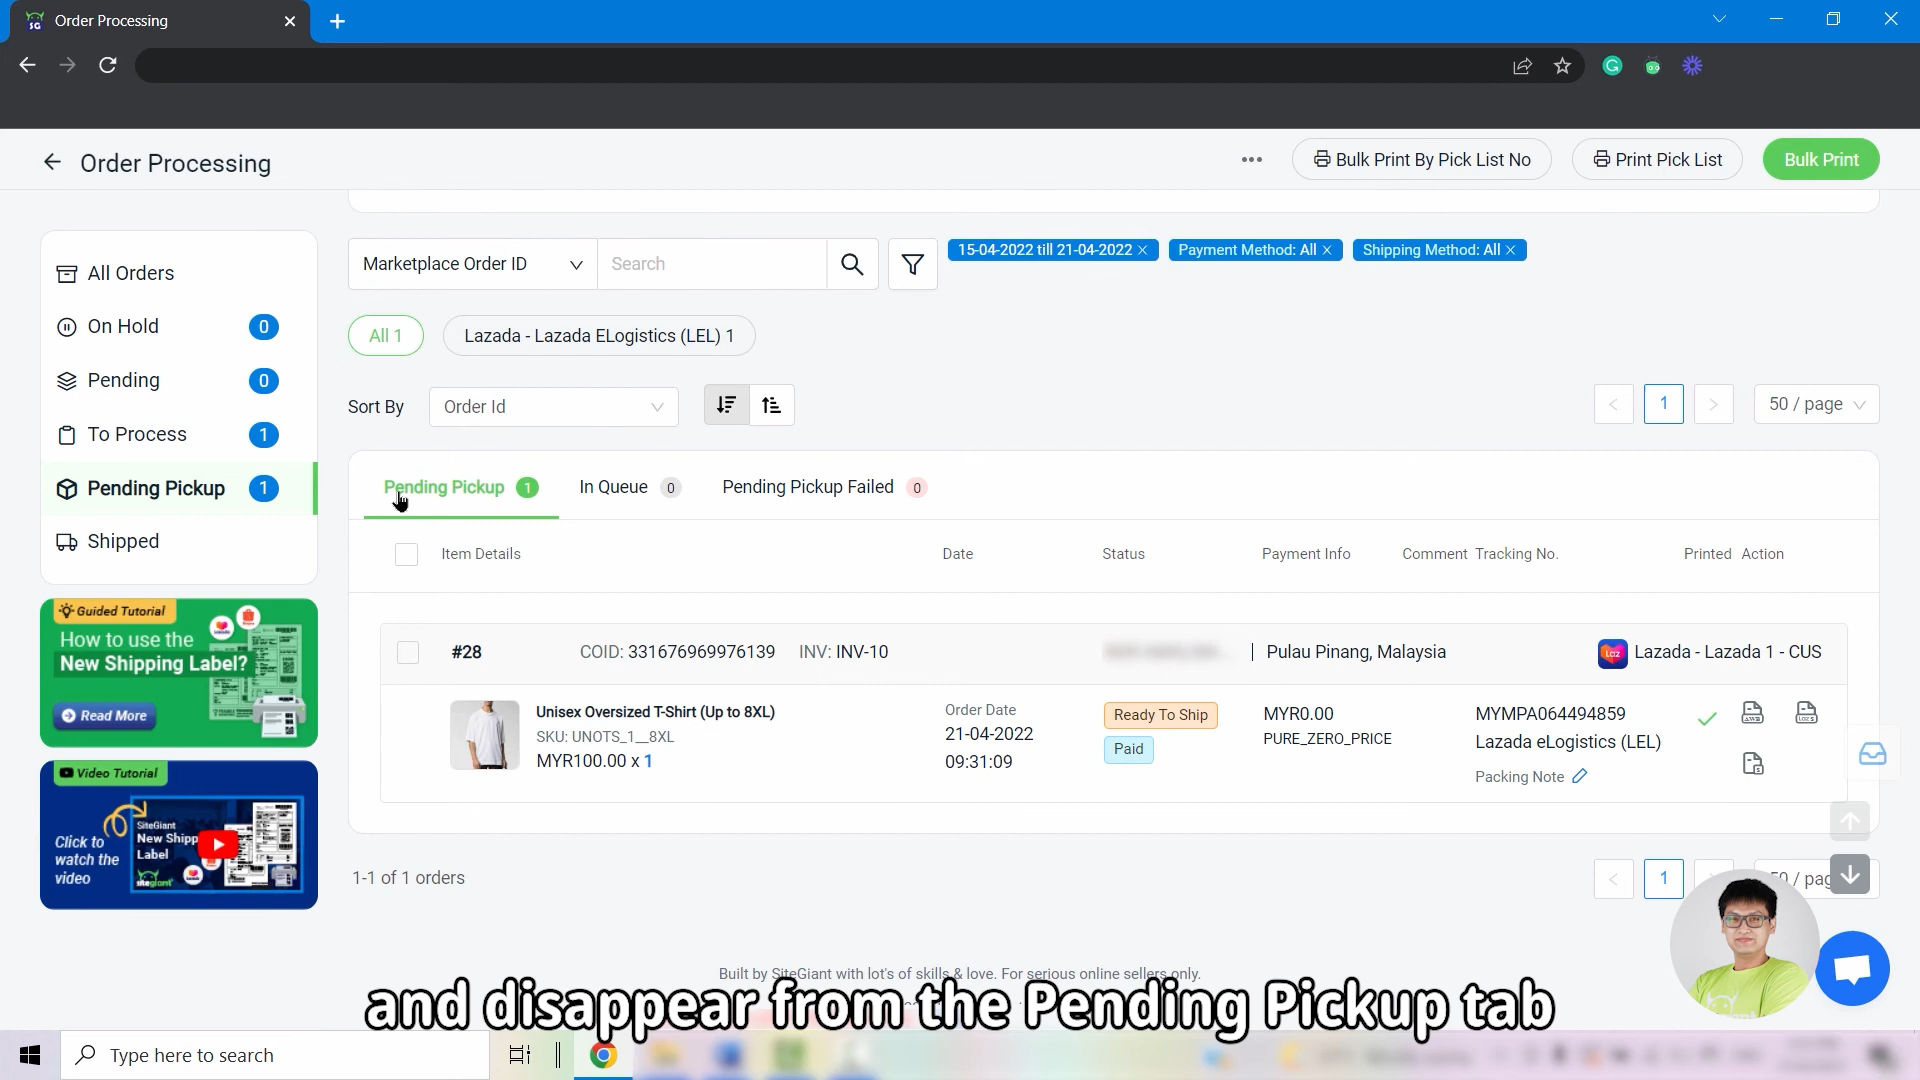 SG Order Processing
Order Processing
Bulk Print By Pick List No
Print Pick List
Bulk Print
Marketplace Order ID
Search
15-04-2022 till 21-04-2022 ×
Payment Method: All ×
Shipping Method: All ×
All Orders
On Hold 0
Pending 0
To Process 1
Pending Pickup 1
Shipped
All 1
Lazada - Lazada ELogistics (LEL) 1
Sort By
Order Id
< 1 >
50 / page
Pending Pickup 1
In Queue 0
Pending Pickup Failed 0
Item Details
Date
Status
Payment Info
Comment
Tracking No.
Printed
Action
#28
COID: 331676969976139
INV: INV-10
| Pulau Pinang, Malaysia
Lazada - Lazada 1 - CUS
Unisex Oversized T-Shirt (Up to 8XL)
SKU: UNOTS_1__8XL
MYR100.00 x 1
Order Date
21-04-2022
09:31:09
Ready To Ship
Paid
MYR0.00
PURE_ZERO_PRICE
MYMPA064494859
Lazada eLogistics (LEL)
Packing Note
Guided Tutorial
How to use the
New Shipping Label?
Read More
Video Tutorial
Click to
watch the
video
SiteGiant
New Shipp
Label
sitegiant
1-1 of 1 orders
< 1
50 / pag
Built by SiteGiant with lot's of skills & love. For serious online sellers only.
and disappear from the Pending Pickup tab
Type here to search